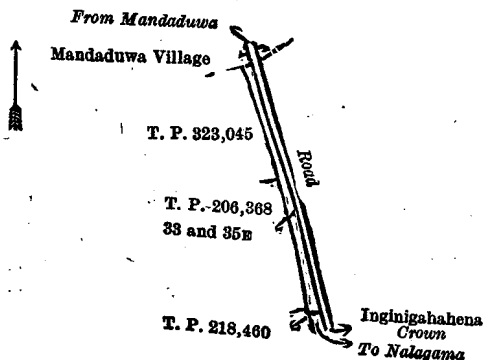 From Mandaduwa
Mandaduwa Village
T. P. 323,045
Road
T. P. 206,368
33 and 35E
T. P. 218,460
Inginigahahena
Crown
To Nalagama